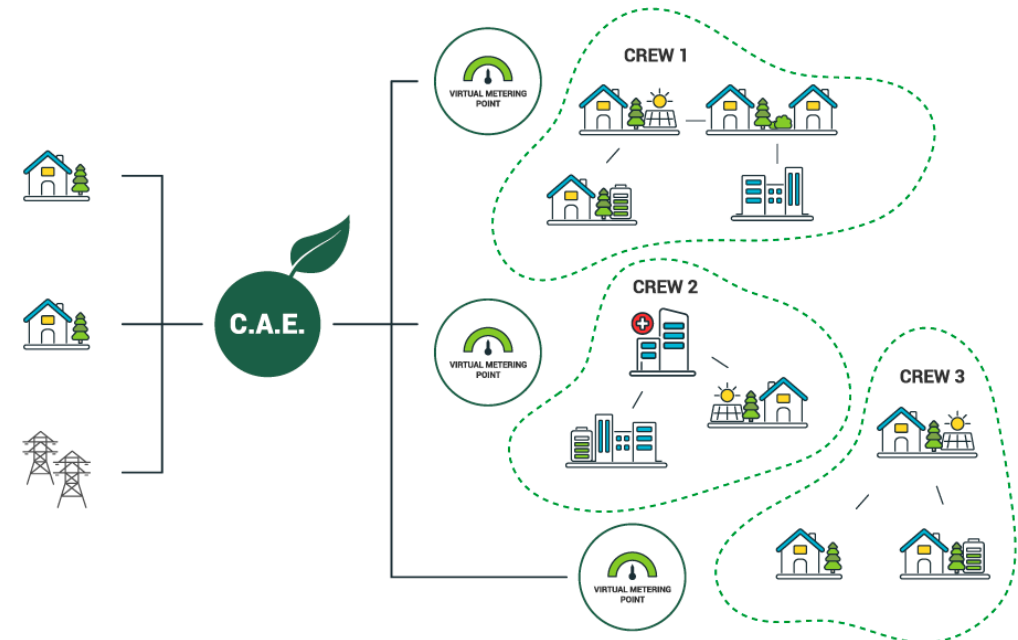 CREW 1
VIRTUAL METERING
POINT
C.A.E.
CREW 2
VIRTUAL METERING
POINT
CREW 3
VIRTUAL METERING
POINT